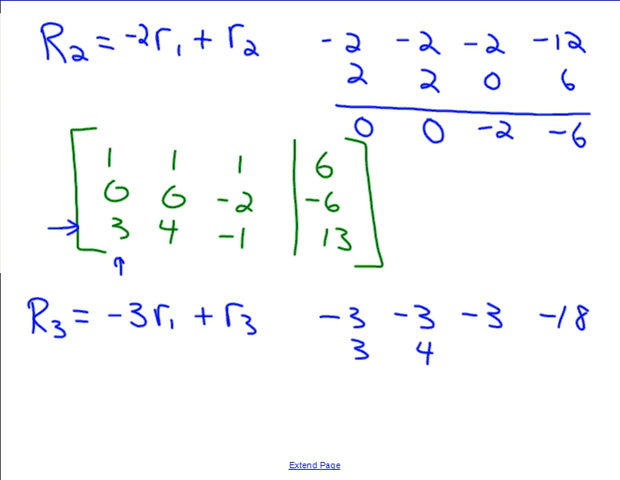 R₂ = -2r₁ + r₂ -2 -2 -2 -12
2 2 0 6
0 0 -2 -6
1 1 1 | 6
0 0 -2 | -6
→ 3 4 -1 | 13
↑
R₃ = -3r₁ + r₃ -3 -3 -3 -18
3 4
Extend Page